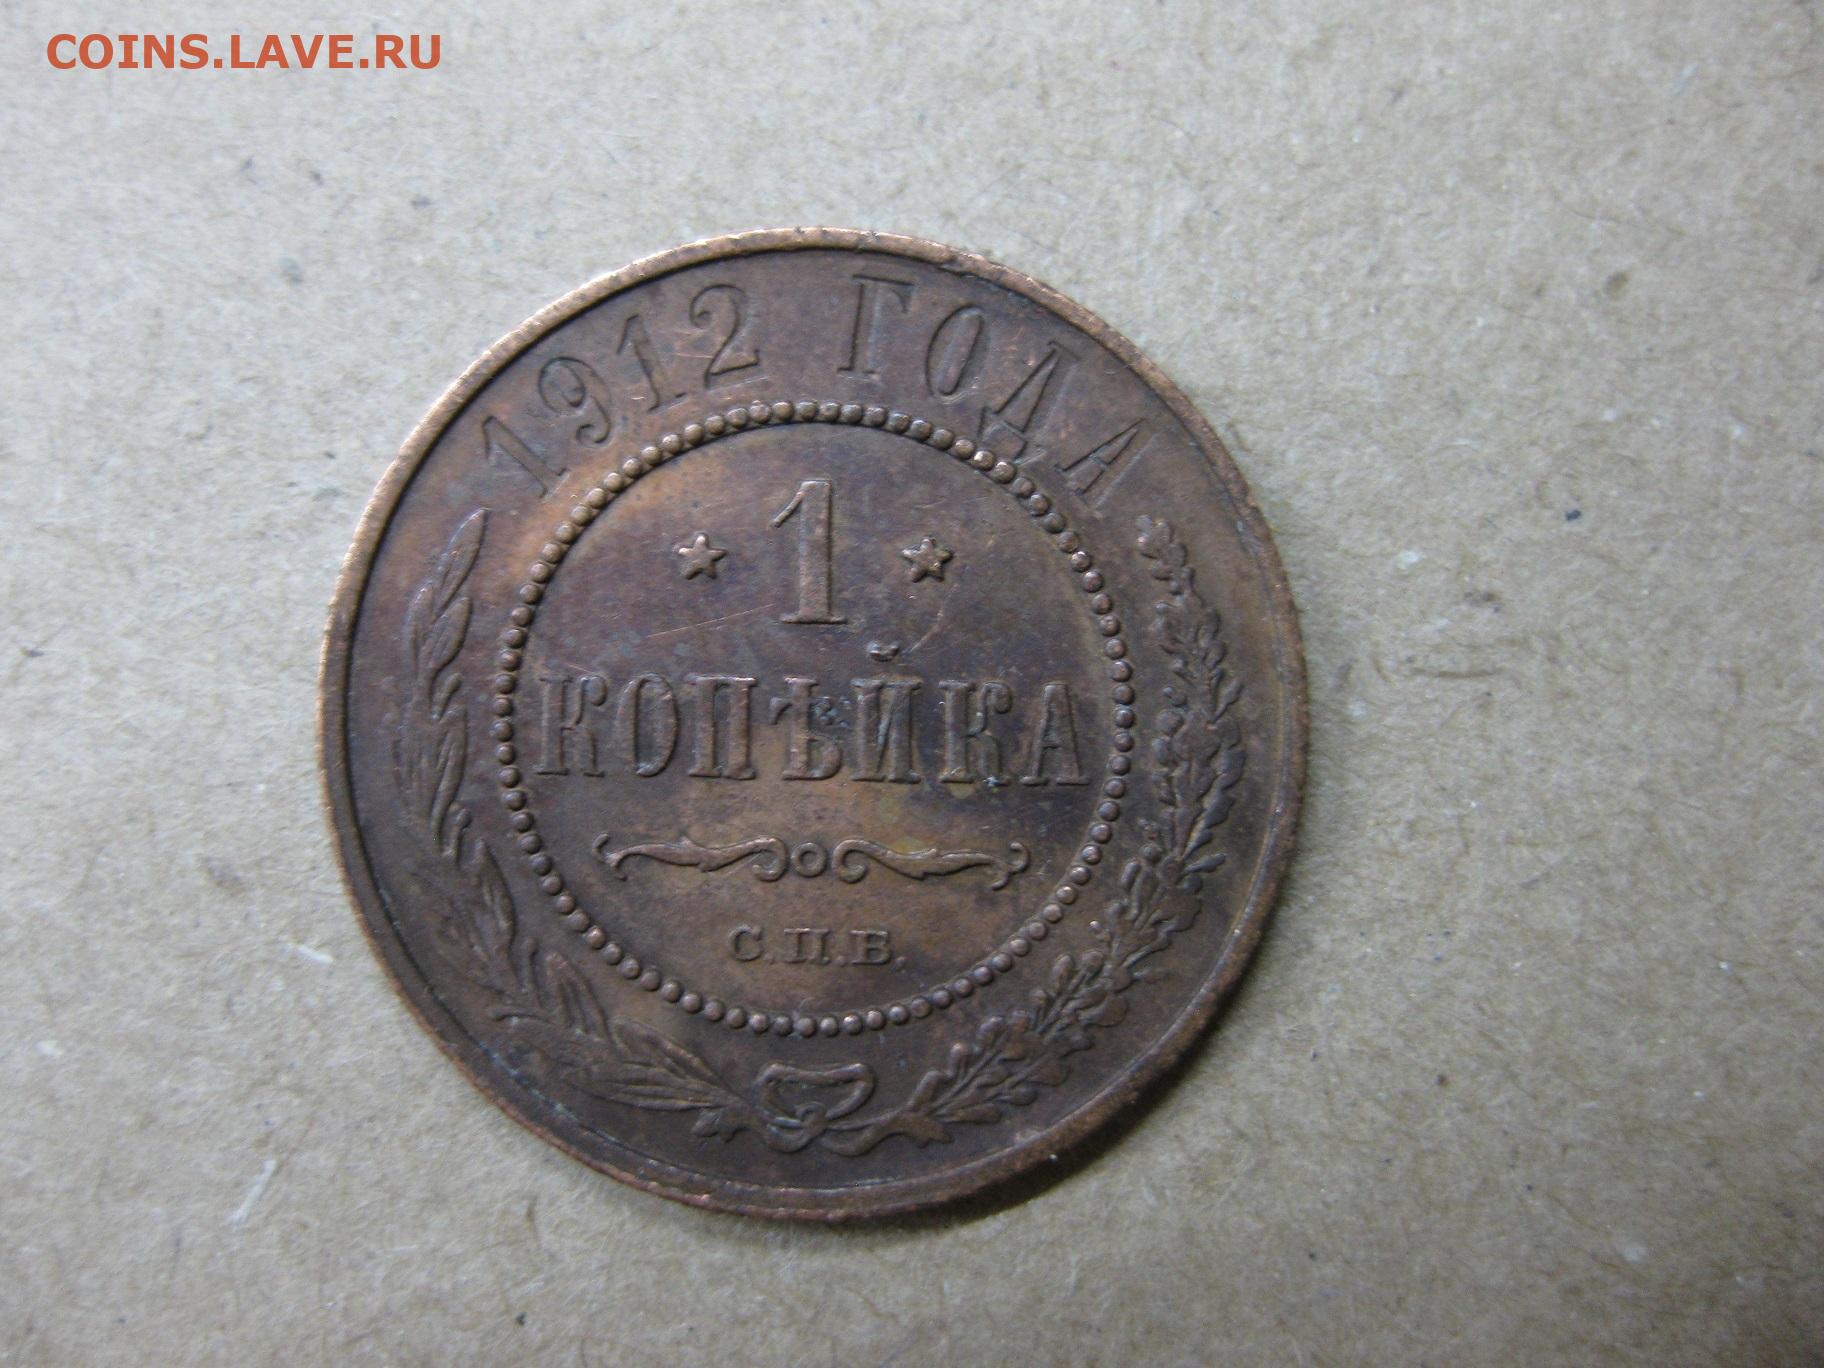 COINS.LAVE.RU
1912 ГОДА
1
КОПѢЙКА
С.П.Б.